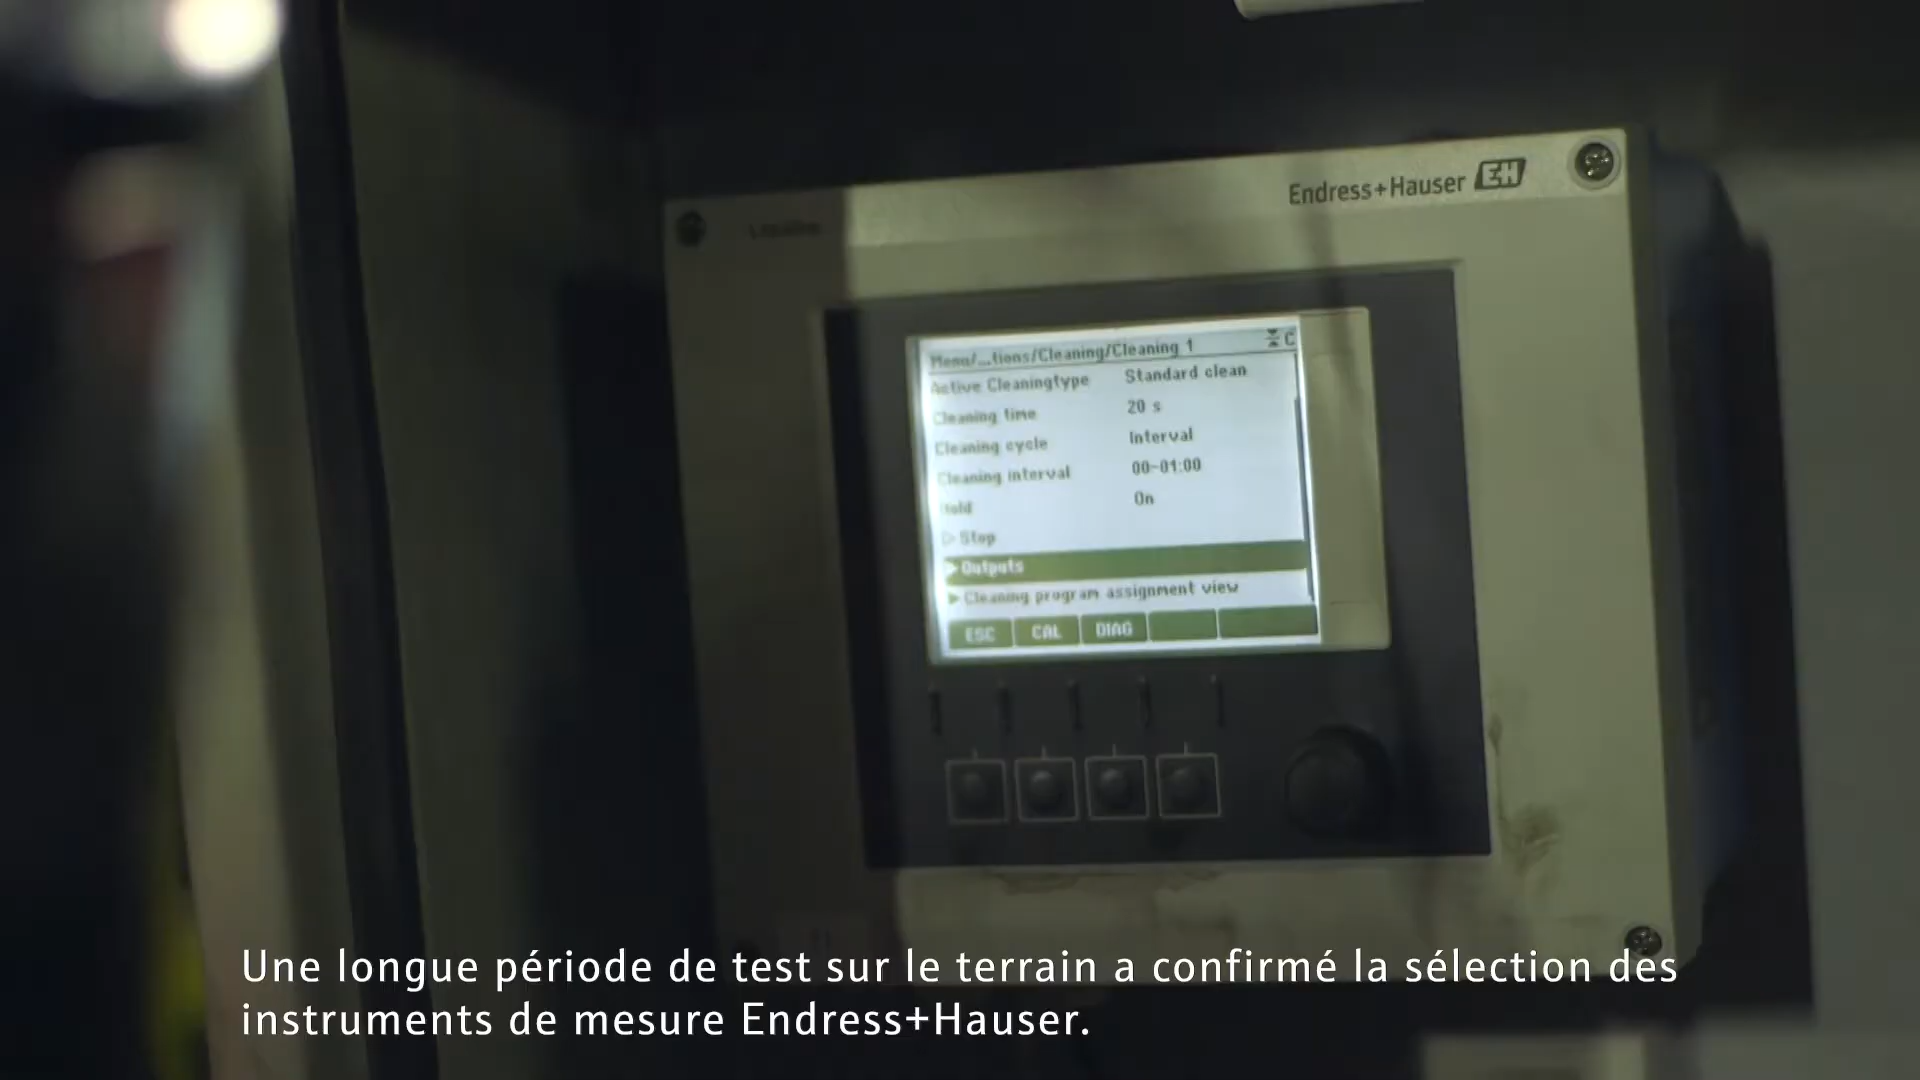 Endress+Hauser EH
Menu/...tions/Cleaning/Cleaning 1
C
Active Cleaningtype Standard clean
Cleaning time 20 s
Cleaning cycle Interval
Cleaning interval 00-01:00
Hold On
Stop
Outputs
Cleaning program assignment view
ESC CAL DIAG
Une longue période de test sur le terrain a confirmé la sélection des
instruments de mesure Endress+Hauser.